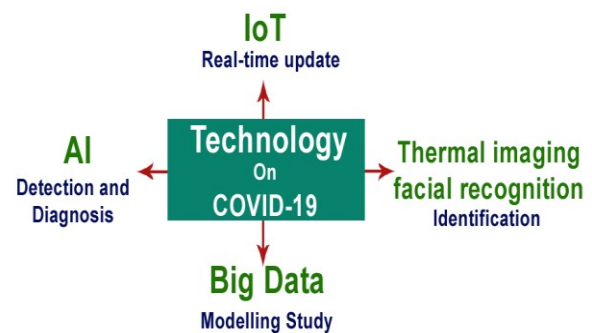 IoT
Real-time update
AI
Detection and
Diagnosis
Technology
On
COVID-19
Thermal imaging
facial recognition
Identification
Big Data
Modelling Study